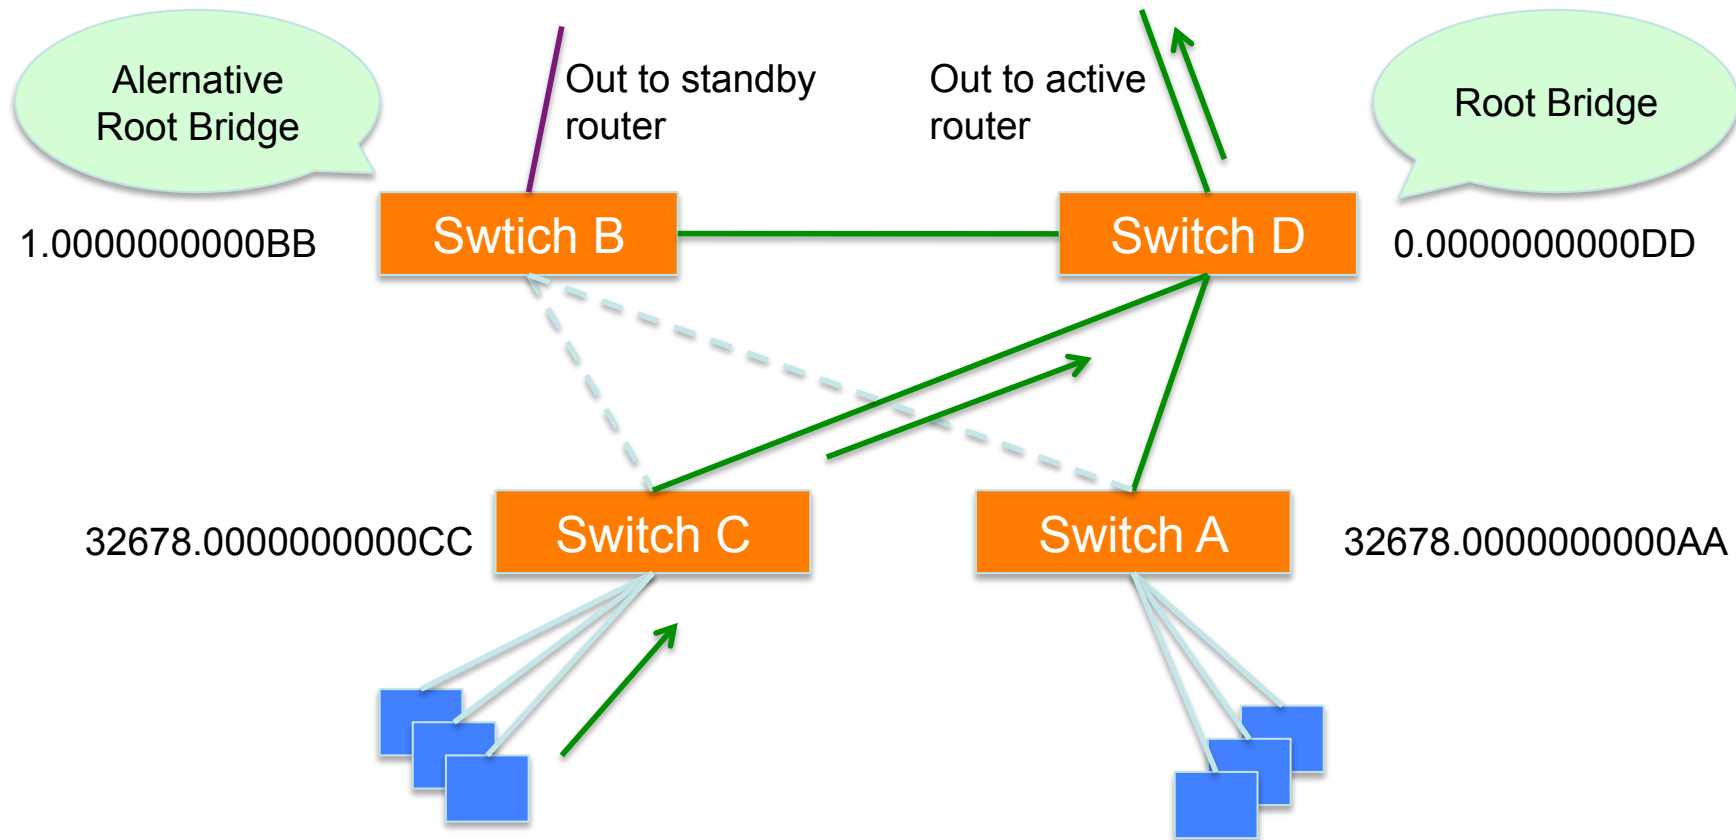 Alernative
Root Bridge
Out to standby
router
Out to active
router
Root Bridge
1.0000000000BB
Swtich B
Switch D
0.0000000000DD
32678.0000000000CC
Switch C
Switch A
32678.0000000000AA